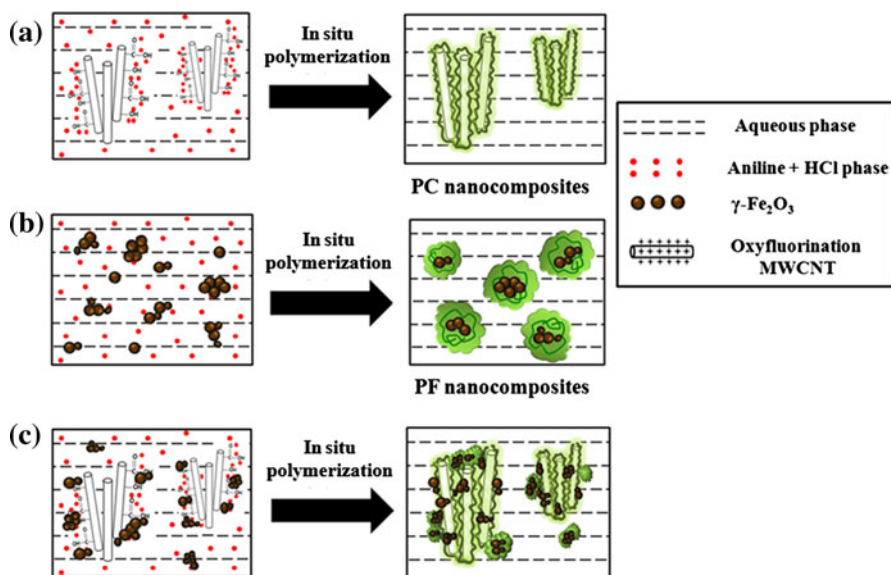 (a)
In situ
polymerization
PC nanocomposites
(b)
In situ
polymerization
PF nanocomposites
(c)
In situ
polymerization
Aqueous phase
Aniline + HCl phase
γ-Fe₂O₃
Oxyfluorination
MWCNT